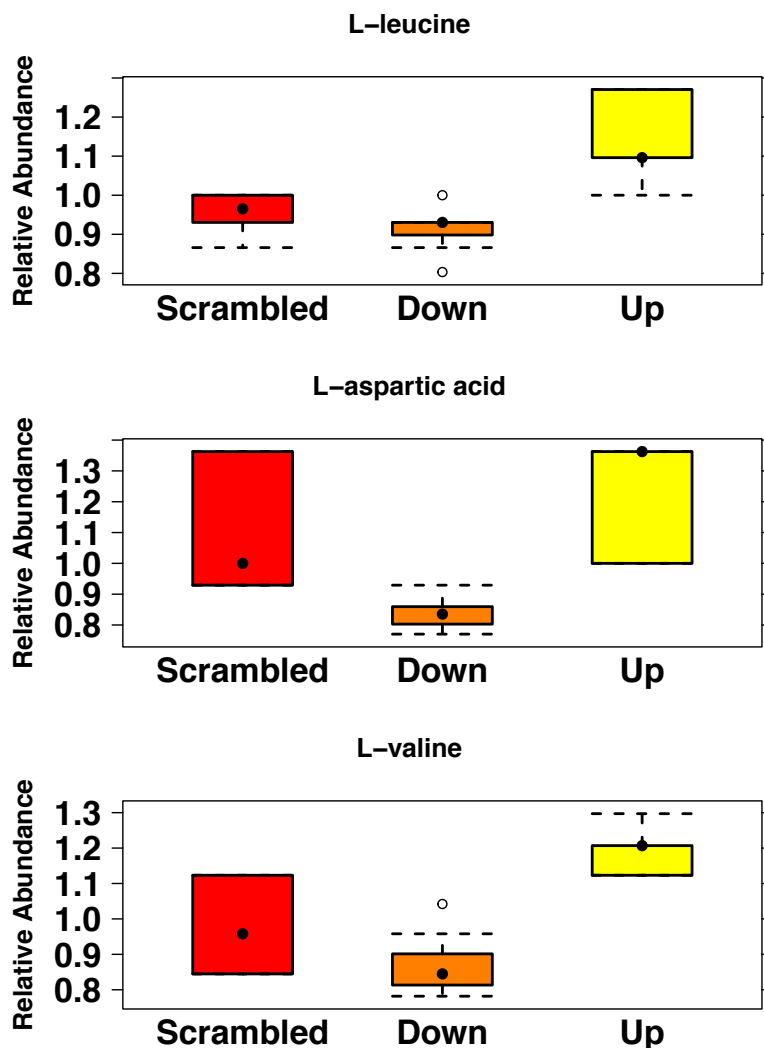 L−leucine
Relative Abundance
1.2
1.1
1.0
0.9
0.8
Scrambled Down Up
L−aspartic acid
Relative Abundance
1.3
1.2
1.1
1.0
0.9
0.8
Scrambled Down Up
L−valine
Relative Abundance
1.3
1.2
1.1
1.0
0.9
0.8
Scrambled Down Up